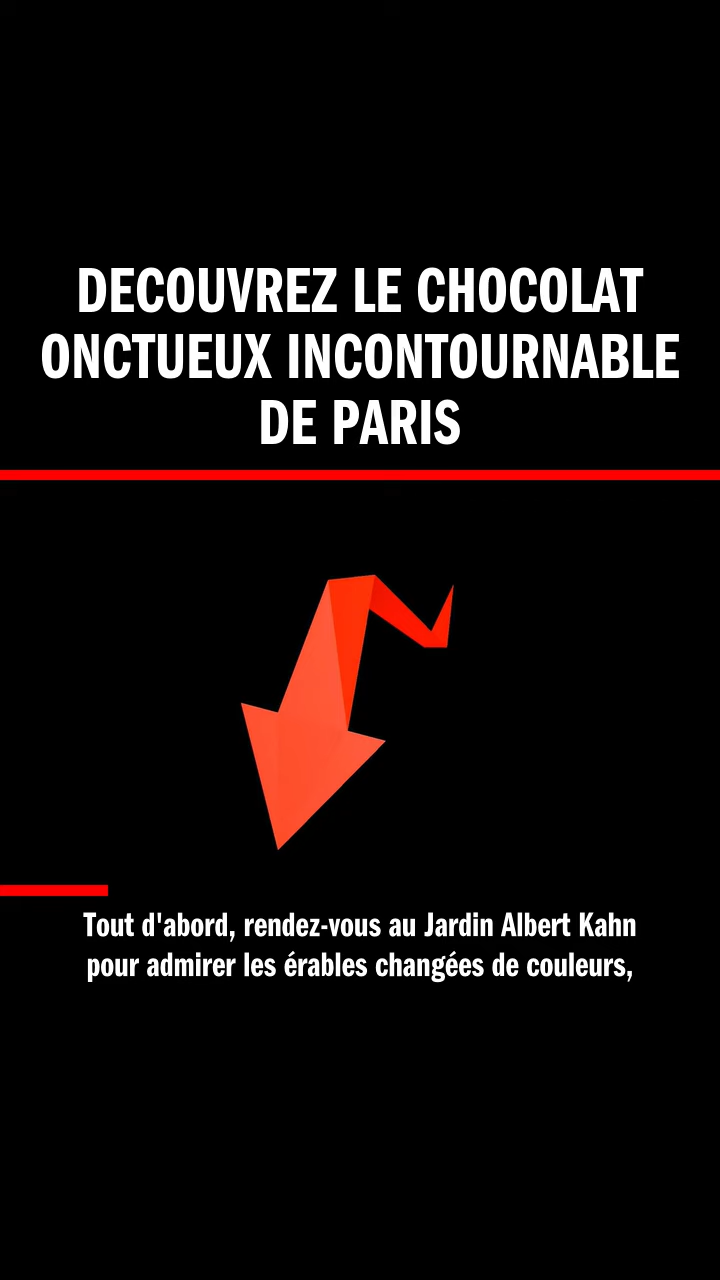 DECOUVREZ LE CHOCOLAT
ONCTUEUX INCONTOURNABLE
DE PARIS
Tout d'abord, rendez-vous au Jardin Albert Kahn
pour admirer les érables changées de couleurs,